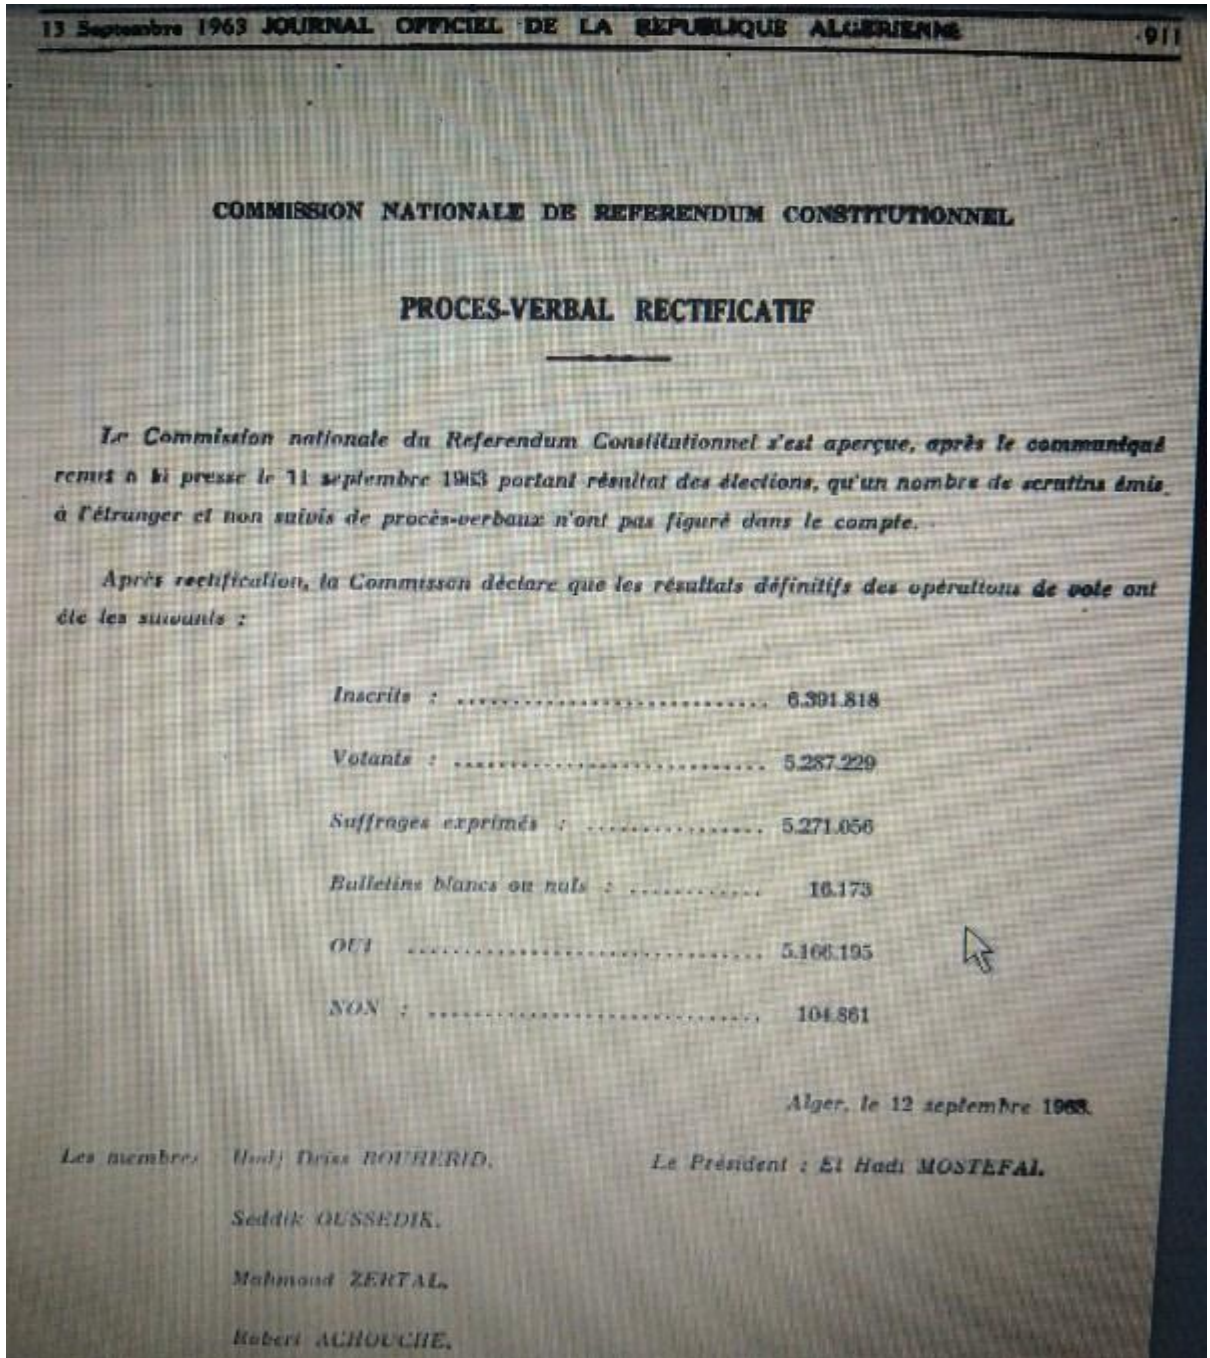 13 Septembre 1963 JOURNAL OFFICIEL DE LA REPUBLIQUE ALGERIENNE 911
COMMISSION NATIONALE DE REFERENDUM CONSTITUTIONNEL
PROCES-VERBAL RECTIFICATIF
La Commission nationale du Referendum Constitutionnel s'est aperçue, après le communiqué
remis à la presse le 11 septembre 1963 portant résultat des élections, qu'un nombre de scrutins émis
à l'étranger et non suivis de procès-verbaux n'ont pas figuré dans le compte.
Après rectification, la Commisson déclare que les résultats définitifs des opérations de vote ont
été les suivants :
Inscrits : ............................ 6.391.818
Votants : ............................ 5.287.229
Suffrages exprimés : ................ 5.271.056
Bulletins blancs ou nuls : ............ 16.173
OUI ................................ 5.166.195
NON : .............................. 104.861
Alger, le 12 septembre 1963.
Les membres Hadj Driss BOUHERID. Le Président : El Hadi MOSTEFAI.
Seddik OUSSEDIK.
Mahmoud ZERTAL.
Robert ACHOUCHE.